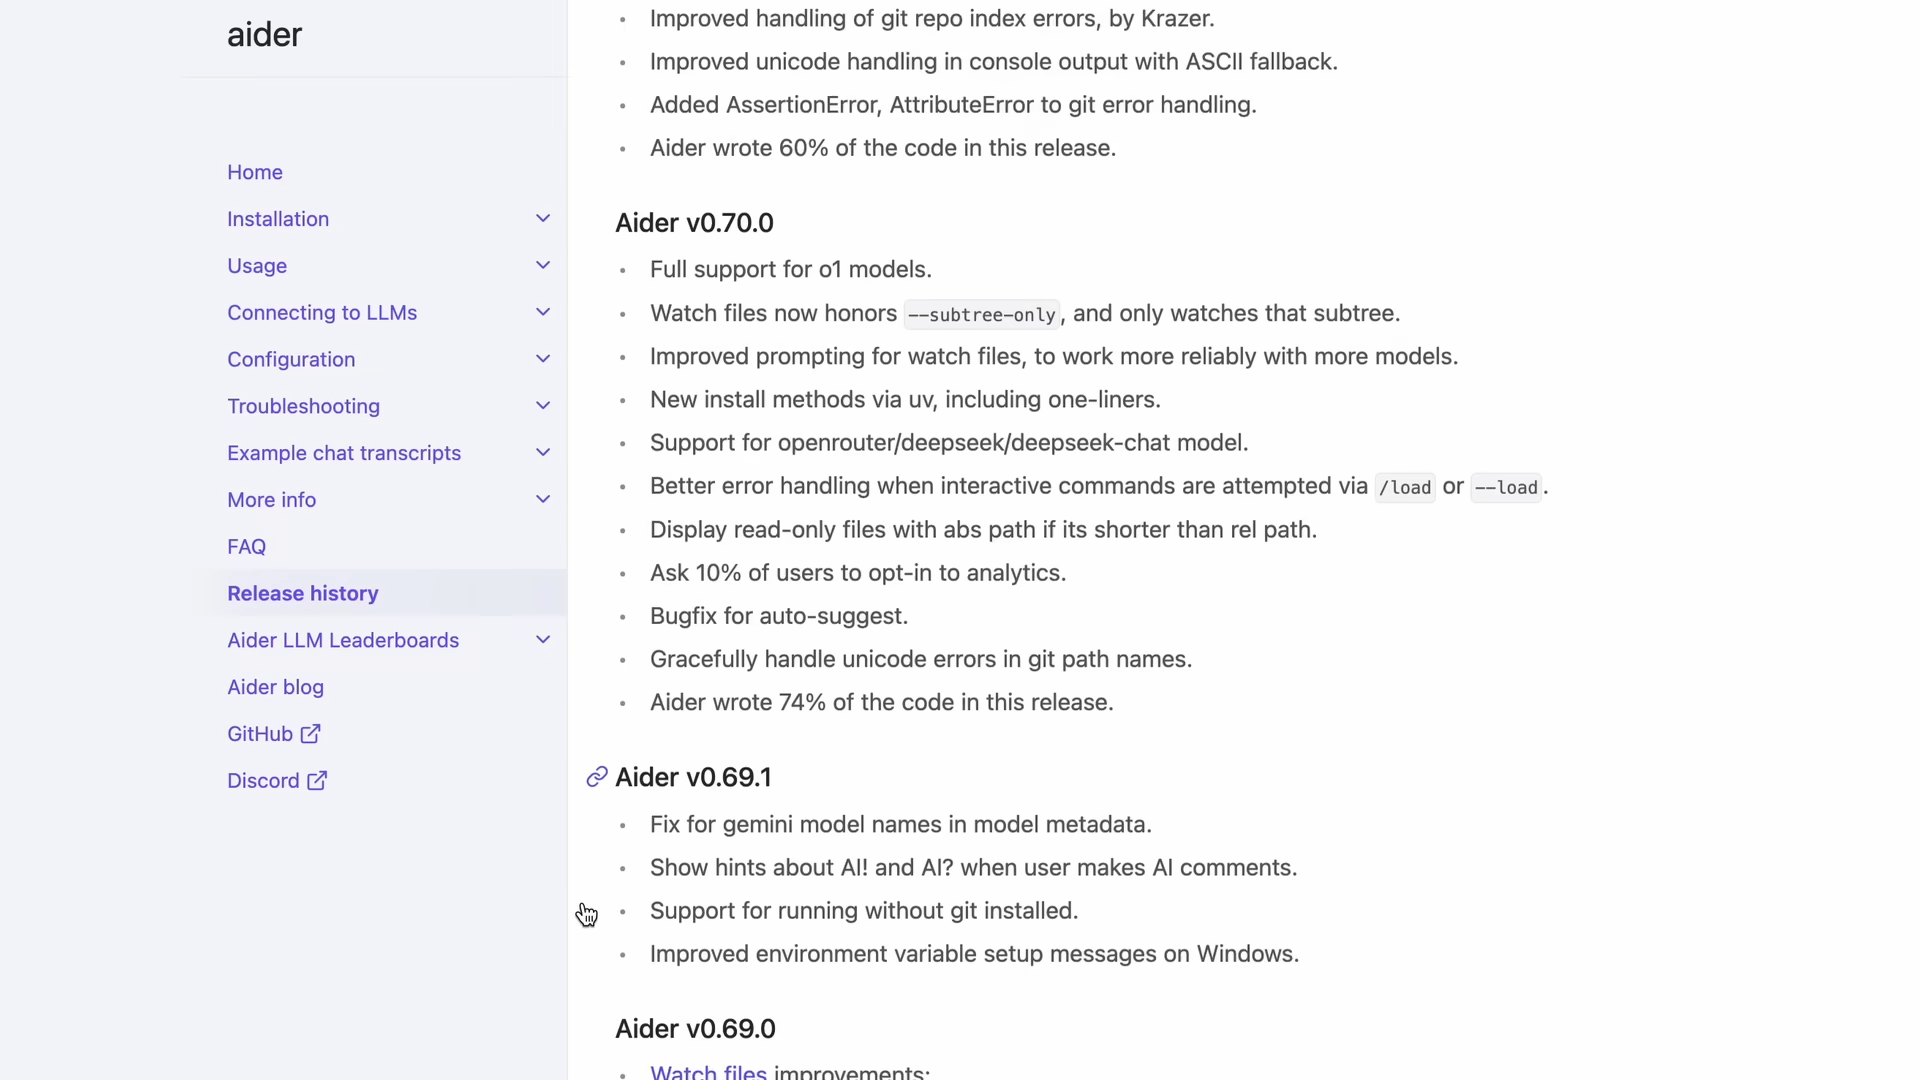 aider
Home
Installation
Usage
Connecting to LLMs
Configuration
Troubleshooting
Example chat transcripts
More info
FAQ
Release history
Aider LLM Leaderboards
Aider blog
GitHub
Discord
Improved handling of git repo index errors, by Krazer.
Improved unicode handling in console output with ASCII fallback.
Added AssertionError, AttributeError to git error handling.
Aider wrote 60% of the code in this release.
Aider v0.70.0
Full support for o1 models.
Watch files now honors --subtree-only, and only watches that subtree.
Improved prompting for watch files, to work more reliably with more models.
New install methods via uv, including one-liners.
Support for openrouter/deepseek/deepseek-chat model.
Better error handling when interactive commands are attempted via /load or --load.
Display read-only files with abs path if its shorter than rel path.
Ask 10% of users to opt-in to analytics.
Bugfix for auto-suggest.
Gracefully handle unicode errors in git path names.
Aider wrote 74% of the code in this release.
Aider v0.69.1
Fix for gemini model names in model metadata.
Show hints about AI! and AI? when user makes AI comments.
Support for running without git installed.
Improved environment variable setup messages on Windows.
Aider v0.69.0
Watch files improvements: